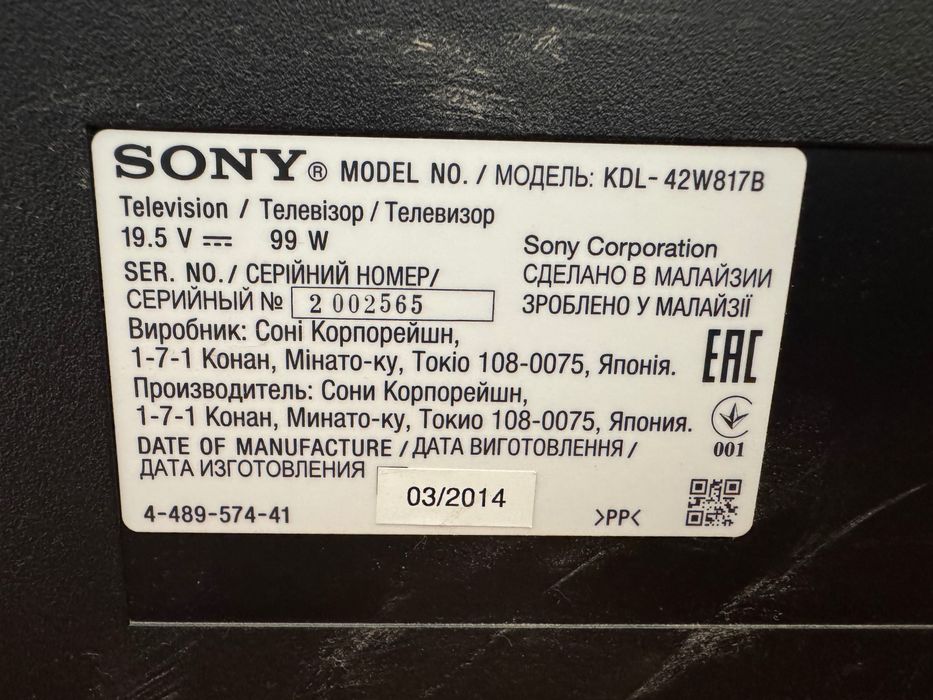 SONY® MODEL NO. / МОДЕЛЬ: KDL-42W817B
Television / Телевізор / Телевизор
19.5 V ⎓ 99 W
Sony Corporation
SER. NO. / СЕРІЙНИЙ НОМЕР/
СДЕЛАНО В МАЛАЙЗИИ
СЕРИЙНЫЙ № 2 002565
ЗРОБЛЕНО У МАЛАЙЗІЇ
Виробник: Соні Корпорейшн,
1-7-1 Конан, Мінато-ку, Токіо 108-0075, Японія.
EAC
Производитель: Сони Корпорейшн,
1-7-1 Конан, Минато-ку, Токио 108-0075, Япония.
DATE OF MANUFACTURE / ДАТА ВИГОТОВЛЕННЯ /
001
ДАТА ИЗГОТОВЛЕНИЯ
03/2014
4-489-574-41
>PP<